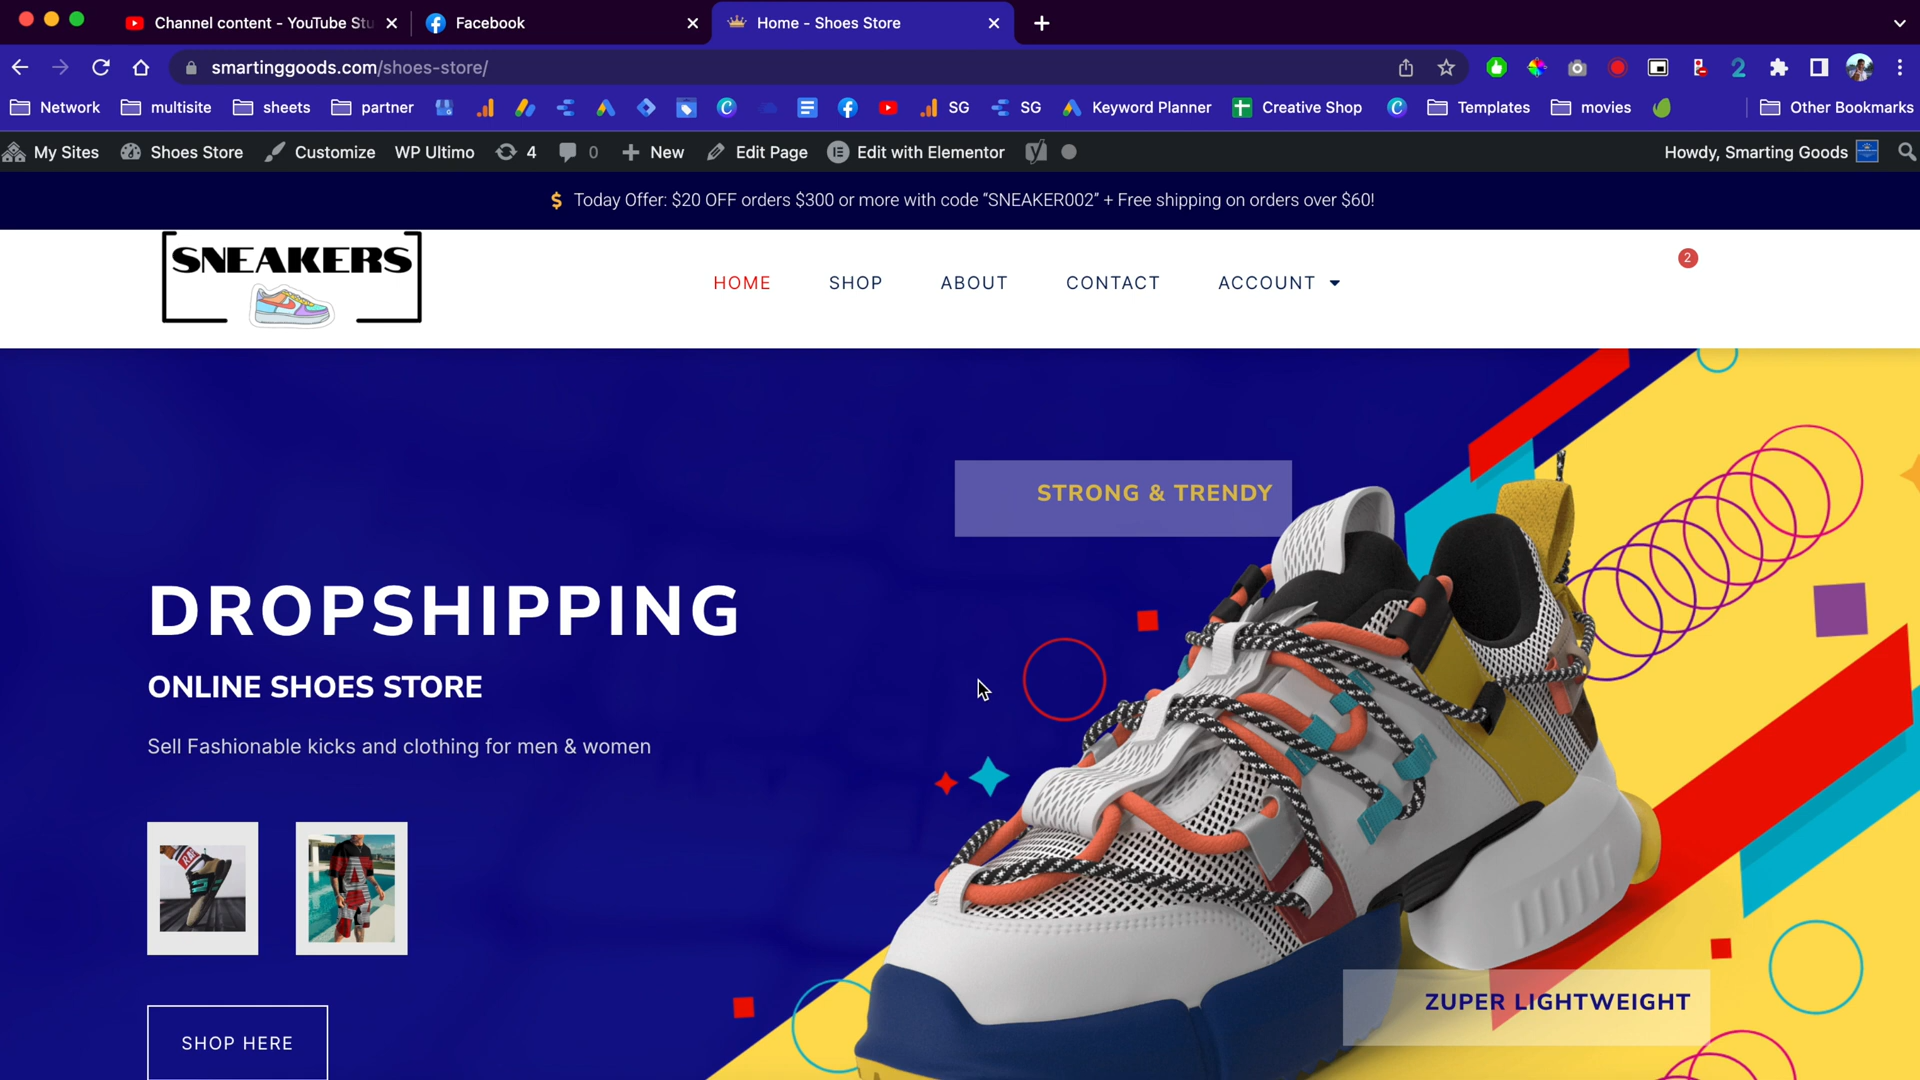 Channel content - YouTube Stu
Facebook
Home - Shoes Store
smartinggoods.com/shoes-store/
Network
multisite
sheets
partner
SG
SG
Keyword Planner
Creative Shop
Templates
movies
Other Bookmarks
My Sites
Shoes Store
Customize
WP Ultimo
4
0
New
Edit Page
Edit with Elementor
Howdy, Smarting Goods
$ Today Offer: $20 OFF orders $300 or more with code “SNEAKER002” + Free shipping on orders over $60!
SNEAKERS
HOME
SHOP
ABOUT
CONTACT
ACCOUNT
2
STRONG & TRENDY
DROPSHIPPING
ONLINE SHOES STORE
Sell Fashionable kicks and clothing for men & women
ZUPER LIGHTWEIGHT
SHOP HERE